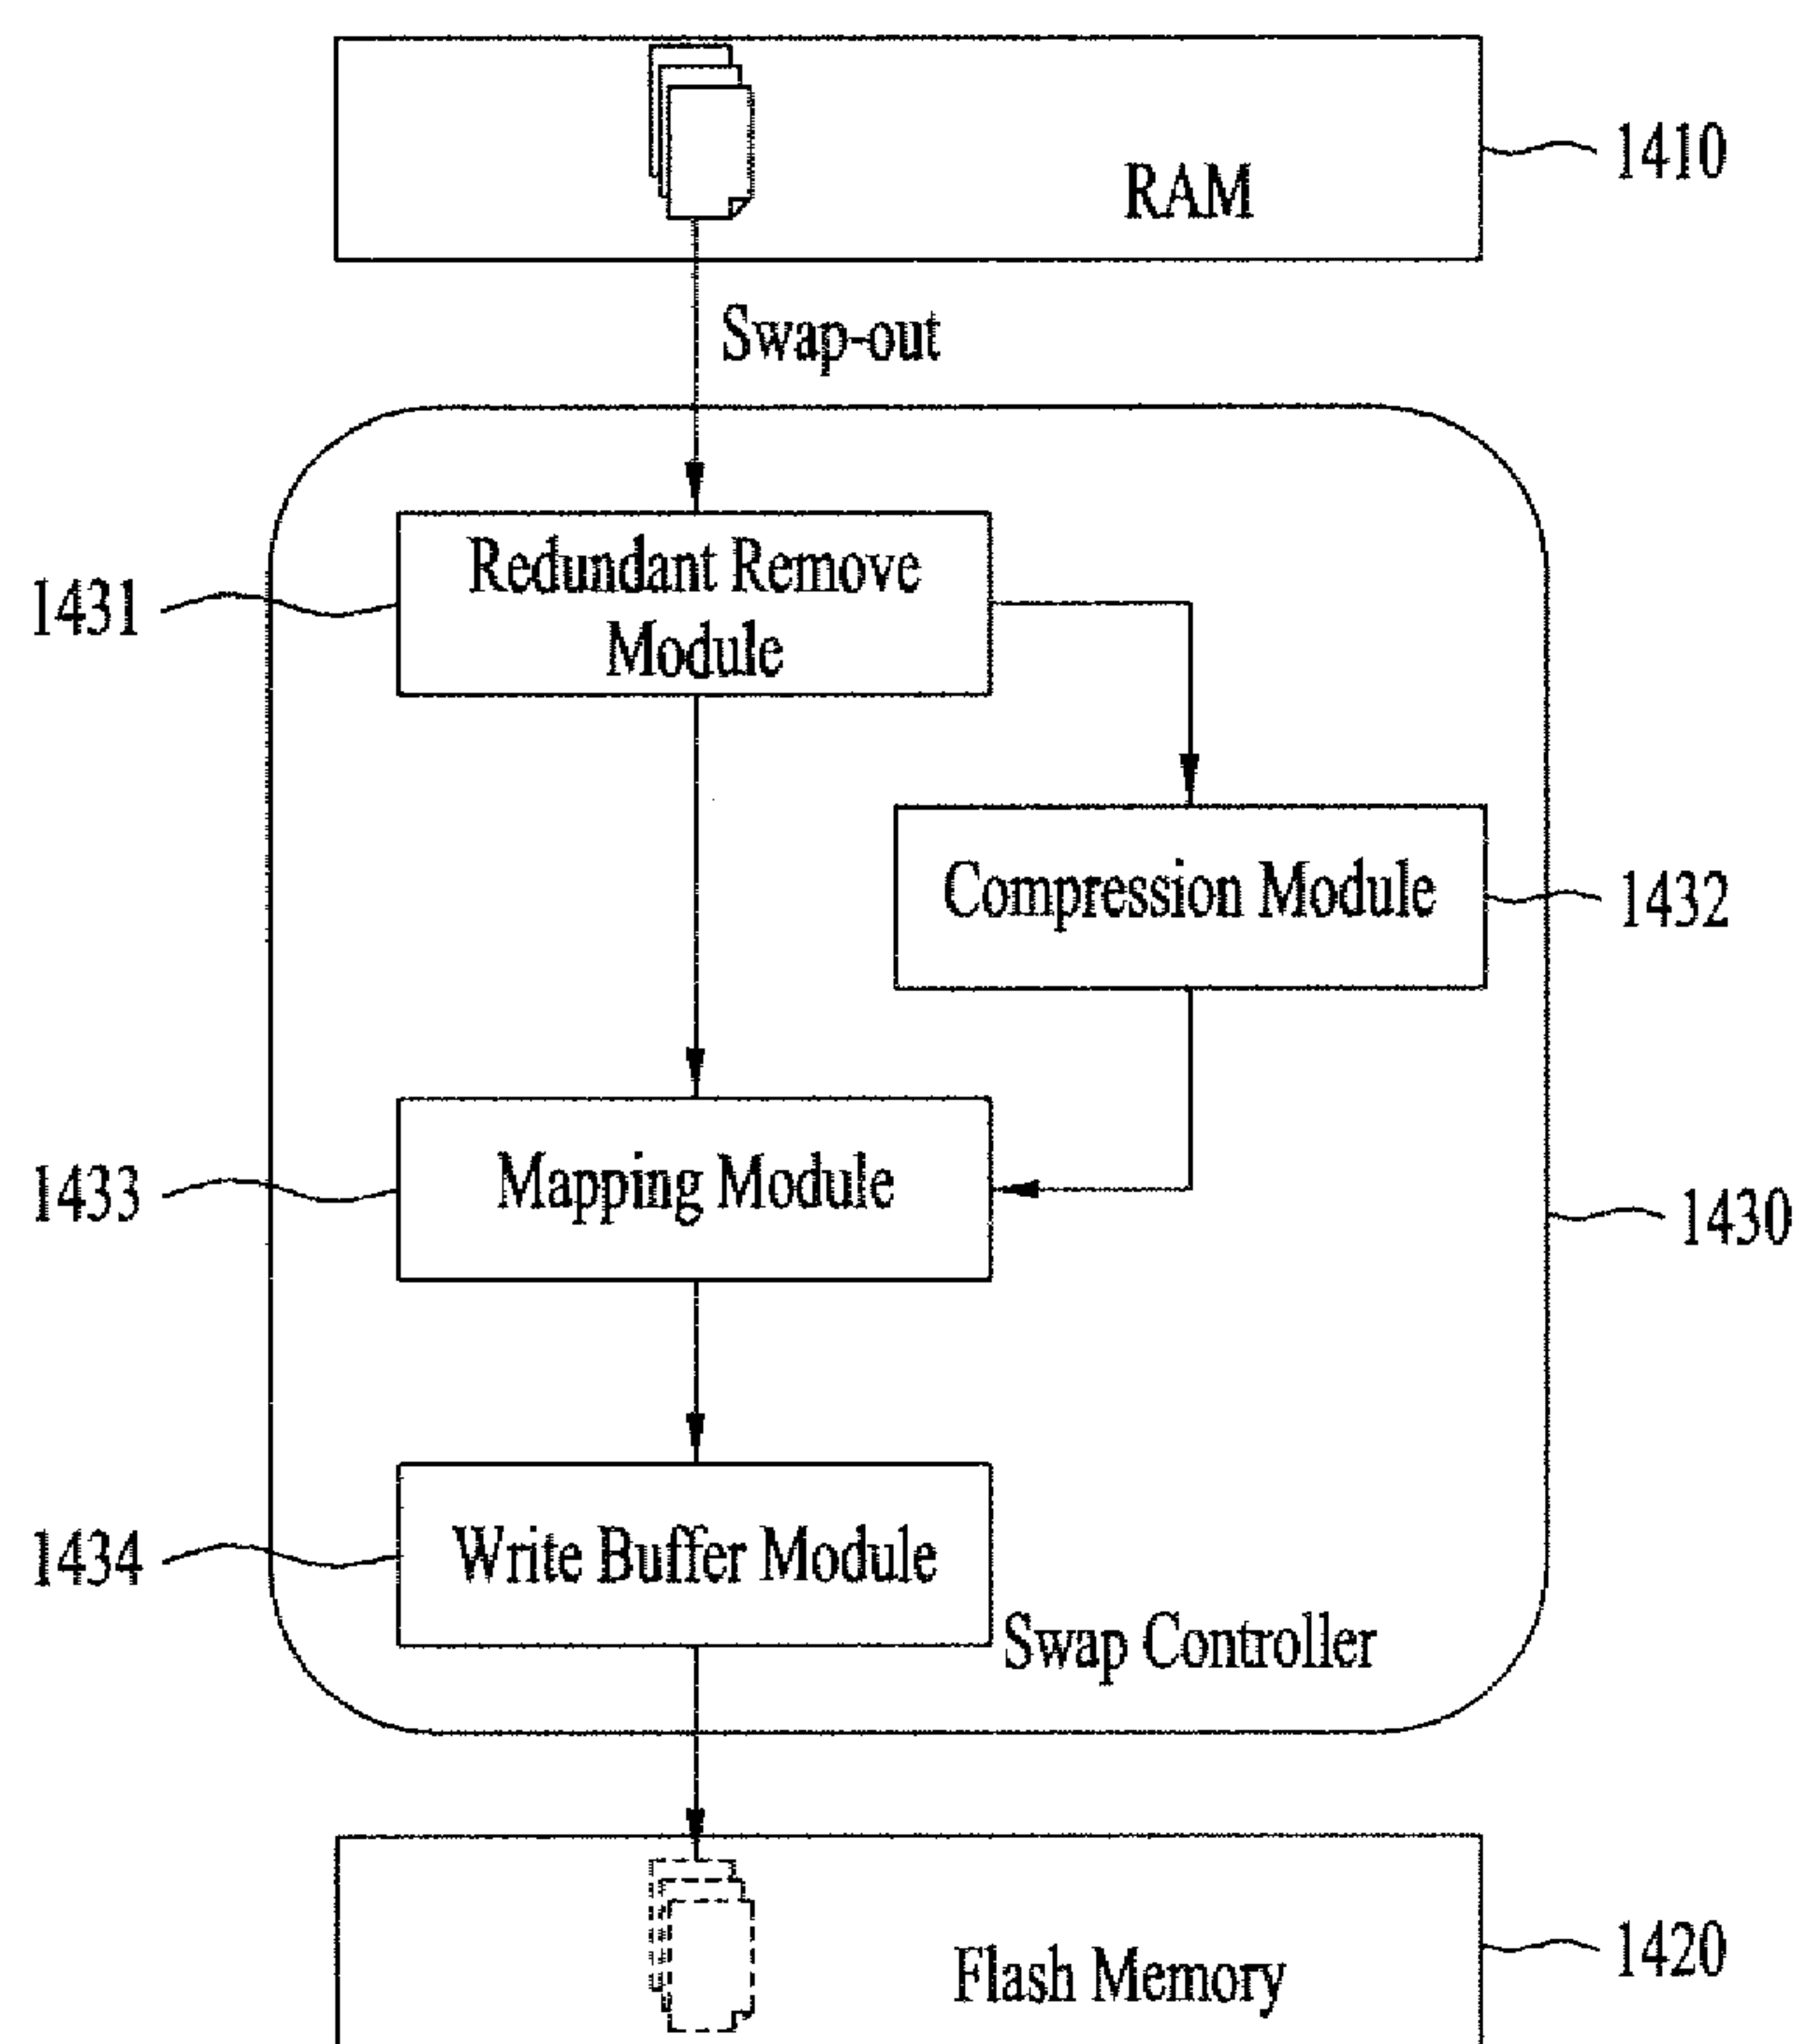 1410
RAM
Swap-out
Redundant Remove
Module
1431
Compression Module
1432
Mapping Module
1433
1430
Write Buffer Module
1434
Swap Controller
1420
Flash Memory